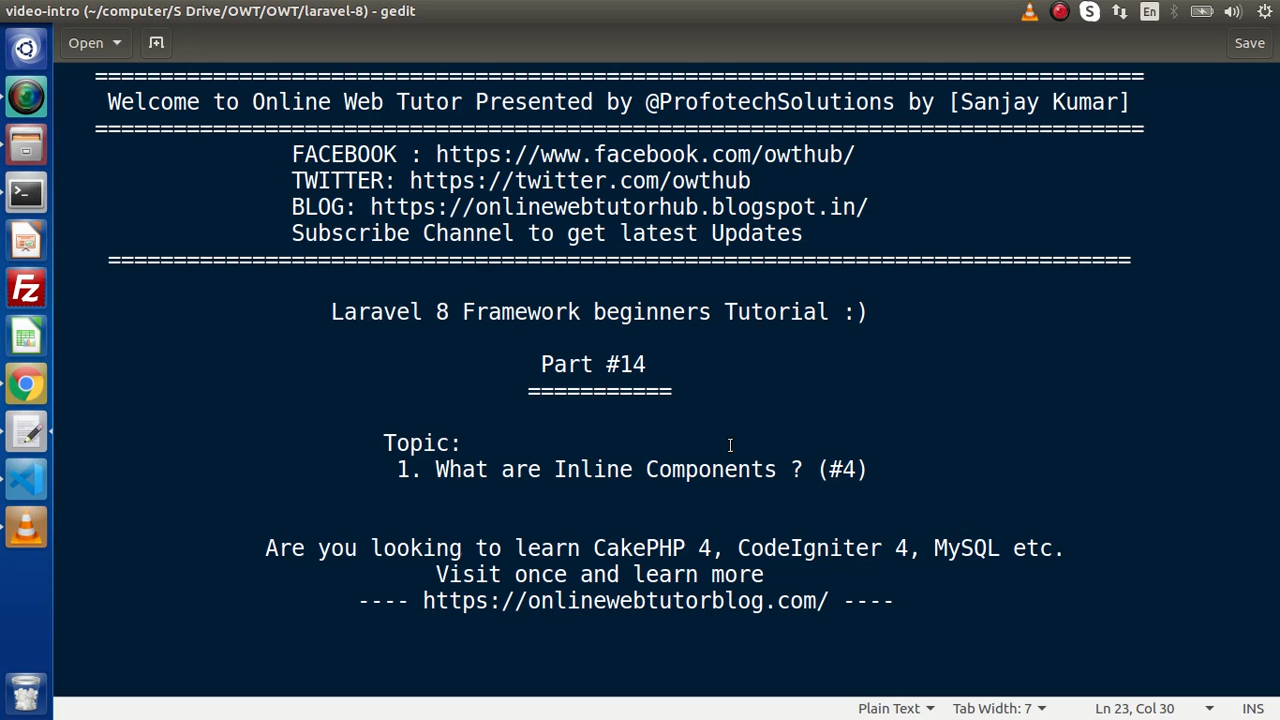 video-intro (~/computer/S Drive/OWT/OWT/laravel-8) - gedit
En
Open
Save
================================================================================
Welcome to Online Web Tutor Presented by @ProfotechSolutions by [Sanjay Kumar]
================================================================================
FACEBOOK : https://www.facebook.com/owthub/
TWITTER: https://twitter.com/owthub
BLOG: https://onlinewebtutorhub.blogspot.in/
Subscribe Channel to get latest Updates
==============================================================================
Laravel 8 Framework beginners Tutorial :)
Part #14
===========
Topic:
1. What are Inline Components ? (#4)
Are you looking to learn CakePHP 4, CodeIgniter 4, MySQL etc.
Visit once and learn more
---- https://onlinewebtutorblog.com/ ----
Plain Text Tab Width: 7 Ln 23, Col 30 INS